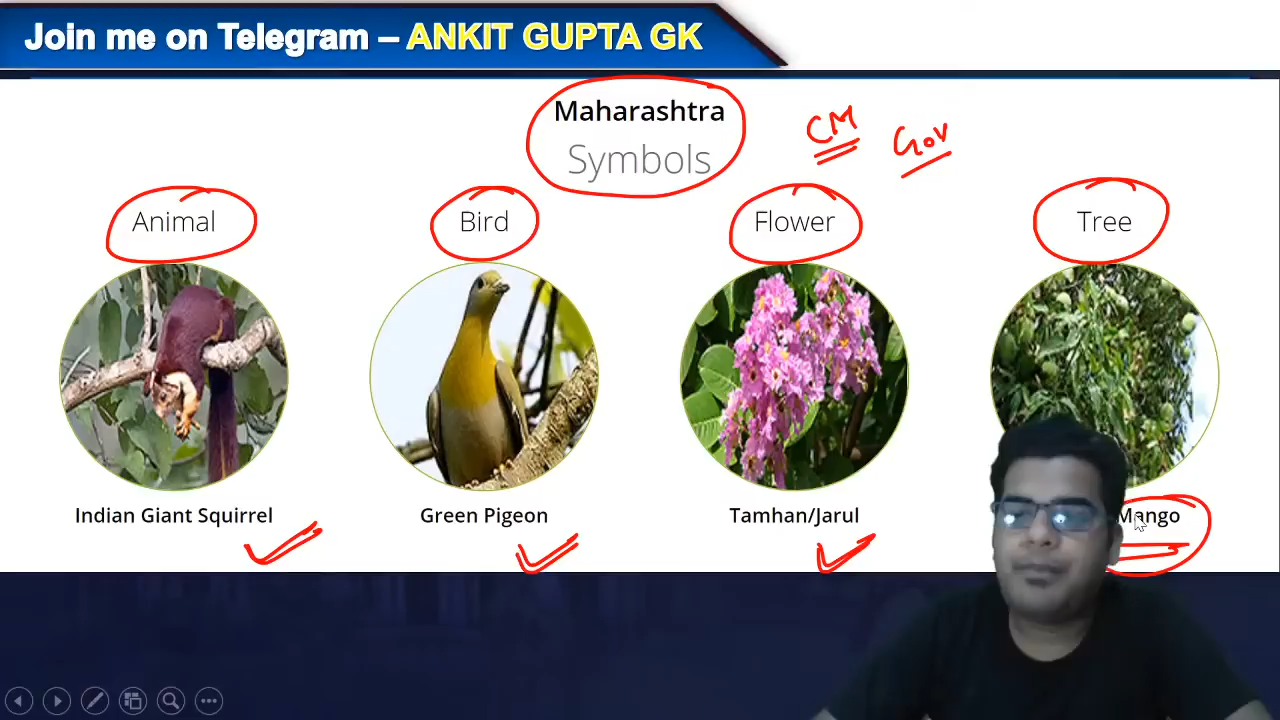 Join me on Telegram – ANKIT GUPTA GK
Maharashtra
Symbols
CM Gov
Animal Bird Flower Tree
Indian Giant Squirrel Green Pigeon Tamhan/Jarul Mango